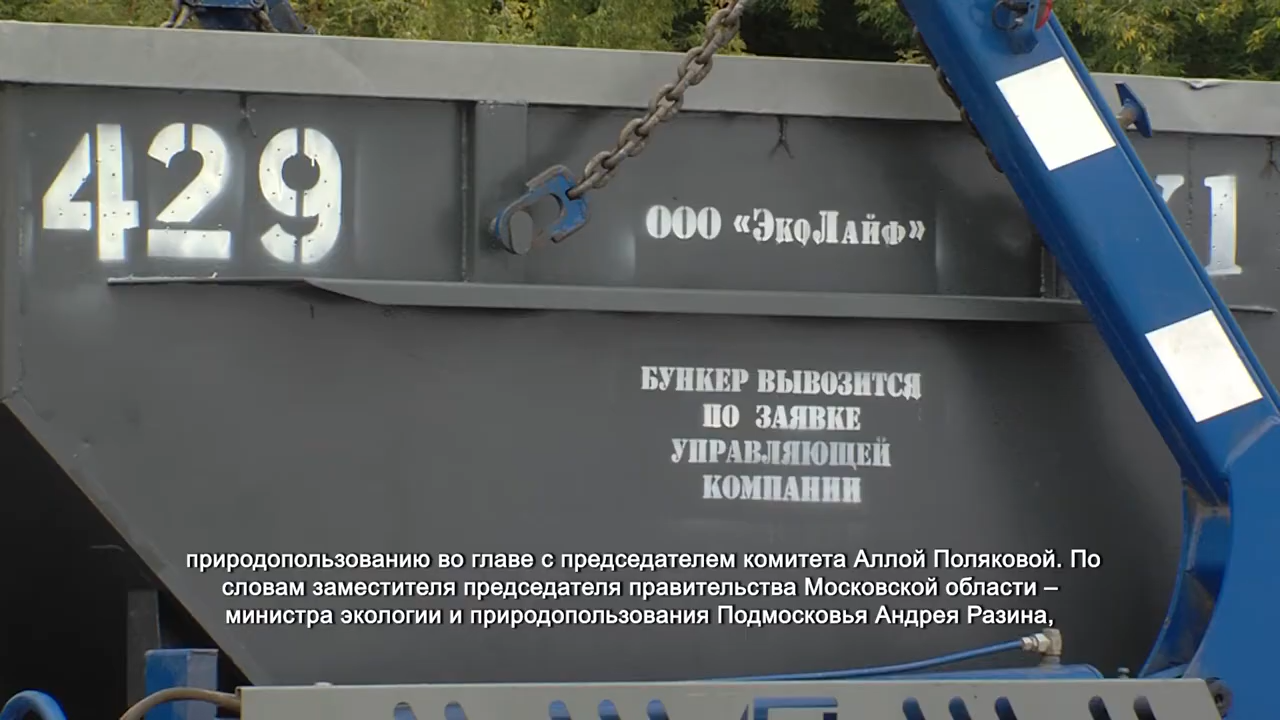 429
ООО «ЭкоЛайф»
1
БУНКЕР ВЫВОЗИТСЯ
ПО ЗАЯВКЕ
УПРАВЛЯЮЩЕЙ
КОМПАНИИ
природопользованию во главе с председателем комитета Аллой Поляковой. По
словам заместителя председателя правительства Московской области –
министра экологии и природопользования Подмосковья Андрея Разина,